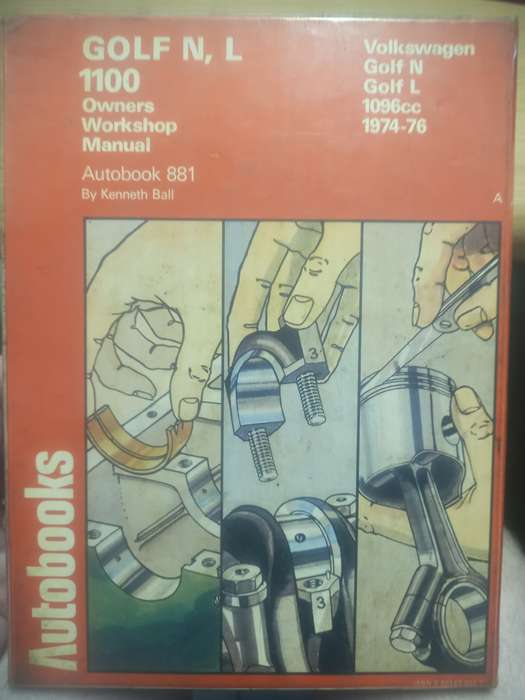 GOLF N, L
1100
Owners
Workshop
Manual
Autobook 881
By Kenneth Ball
Volkswagen
Golf N
Golf L
1096cc
1974-76
A
3
3
Autobooks